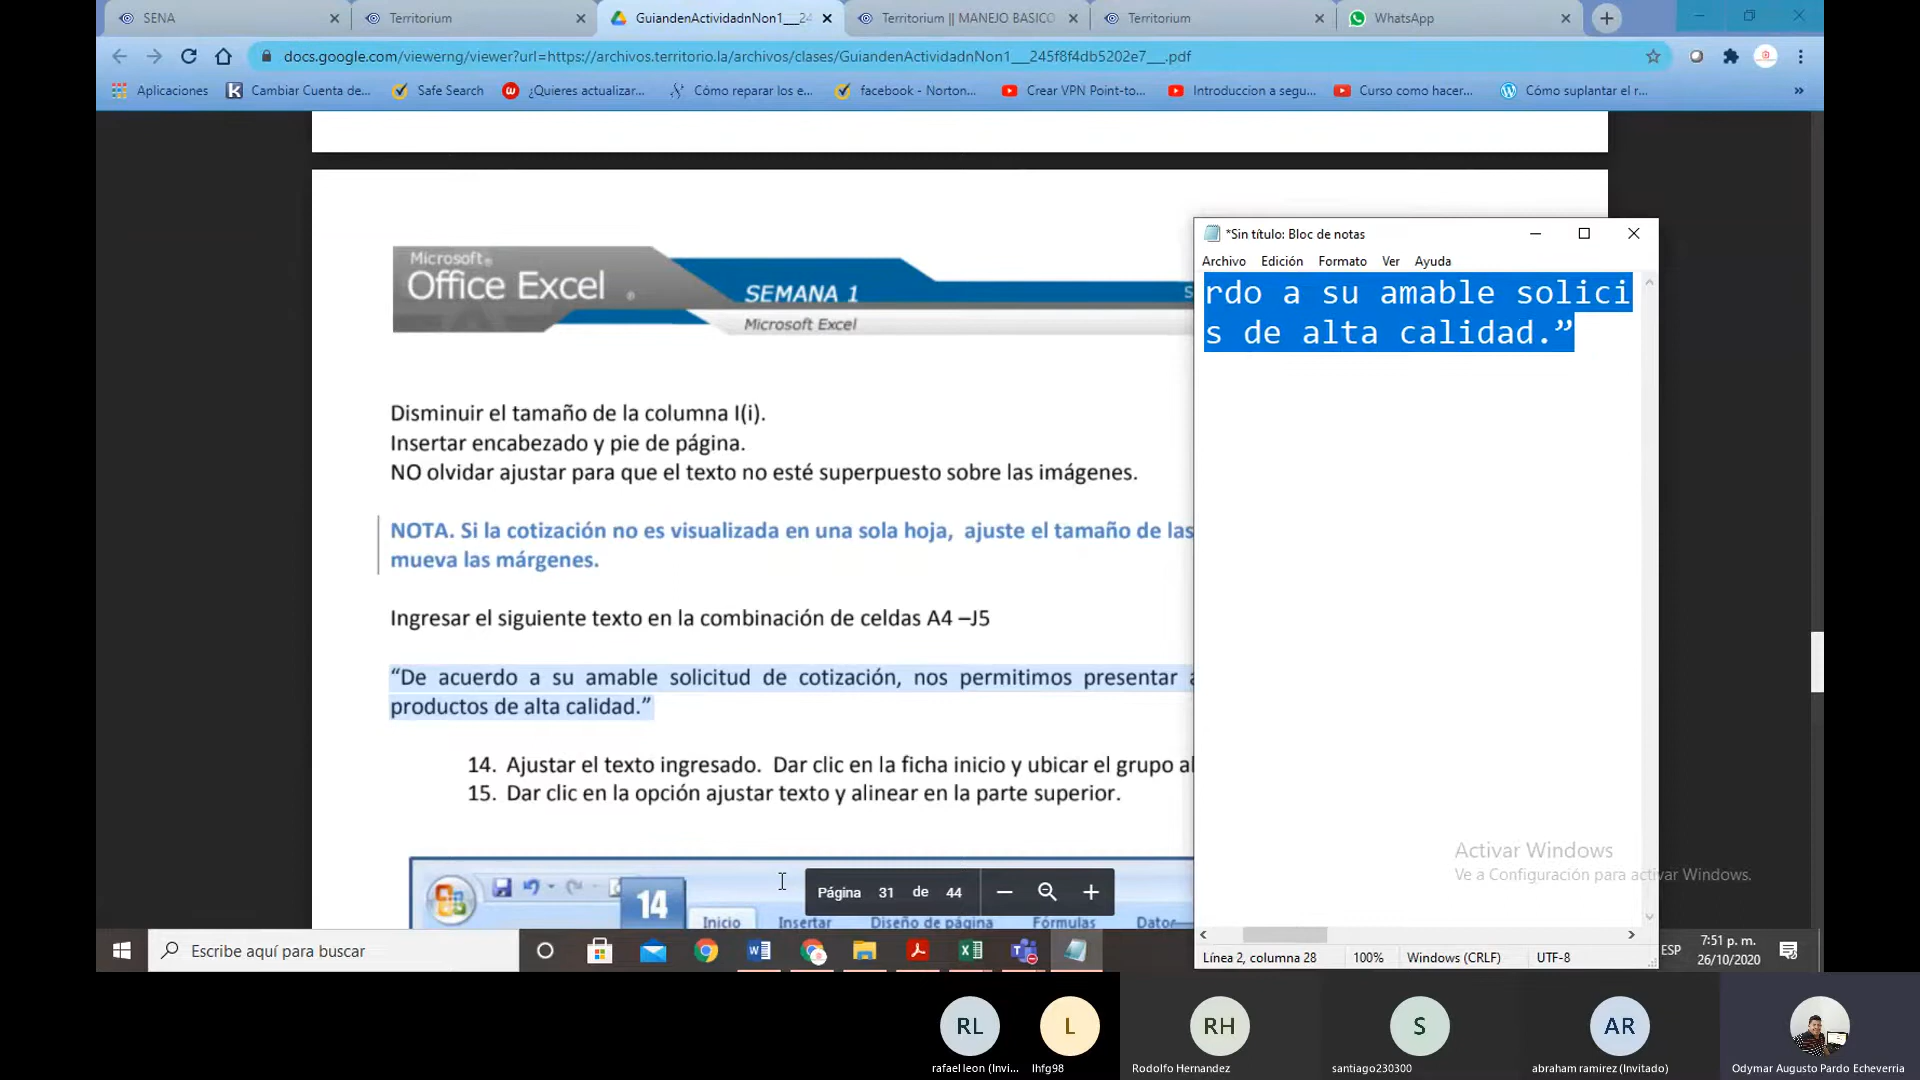 SENA
Territorium
GuiandenActividadnNon1___24
Territorium || MANEJO BASICO
Territorium
WhatsApp
docs.google.com/viewerng/viewer?url=https://archivos.territorio.la/archivos/clases/GuiandenActividadnNon1___245f8f4db5202e7___.pdf
Aplicaciones
Cambiar Cuenta de...
Safe Search
¿Quieres actualizar...
Cómo reparar los e...
facebook - Norton...
Crear VPN Point-to...
Introduccion a segu...
Curso como hacer...
Cómo suplantar el r...
Microsoft®
Office Excel
SEMANA 1
Microsoft Excel
Disminuir el tamaño de la columna I(i).
Insertar encabezado y pie de página.
NO olvidar ajustar para que el texto no esté superpuesto sobre las imágenes.
NOTA. Si la cotización no es visualizada en una sola hoja, ajuste el tamaño de las
mueva las márgenes.
Ingresar el siguiente texto en la combinación de celdas A4 –J5
“De acuerdo a su amable solicitud de cotización, nos permitimos presentar a
productos de alta calidad.”
14. Ajustar el texto ingresado. Dar clic en la ficha inicio y ubicar el grupo al
15. Dar clic en la opción ajustar texto y alinear en la parte superior.
14
Inicio
Insertar
Diseño de página
Fórmulas
Página 31 de 44
*Sin título: Bloc de notas
Archivo Edición Formato Ver Ayuda
rdo a su amable solici
s de alta calidad.”
Línea 2, columna 28
100%
Windows (CRLF)
UTF-8
Activar Windows
Ve a Configuración para activar Windows.
Escribe aquí para buscar
ESP
7:51 p. m.
26/10/2020
RL
rafael leon (Invi...
L
lhfg98
RH
Rodolfo Hernandez
S
santiago230300
AR
abraham ramirez (Invitado)
Odymar Augusto Pardo Echeverria